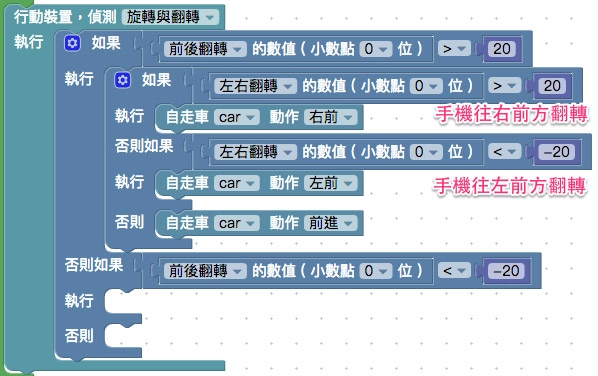 行動裝置，偵測 旋轉與翻轉
執行 如果 前後翻轉 的數值（小數點 0 位） > 20
執行 如果 左右翻轉 的數值（小數點 0 位） > 20
執行 自走車 car 動作 右前 手機往右前方翻轉
否則如果 左右翻轉 的數值（小數點 0 位） < -20
執行 自走車 car 動作 左前 手機往左前方翻轉
否則 自走車 car 動作 前進
否則如果 前後翻轉 的數值（小數點 0 位） < -20
執行
否則